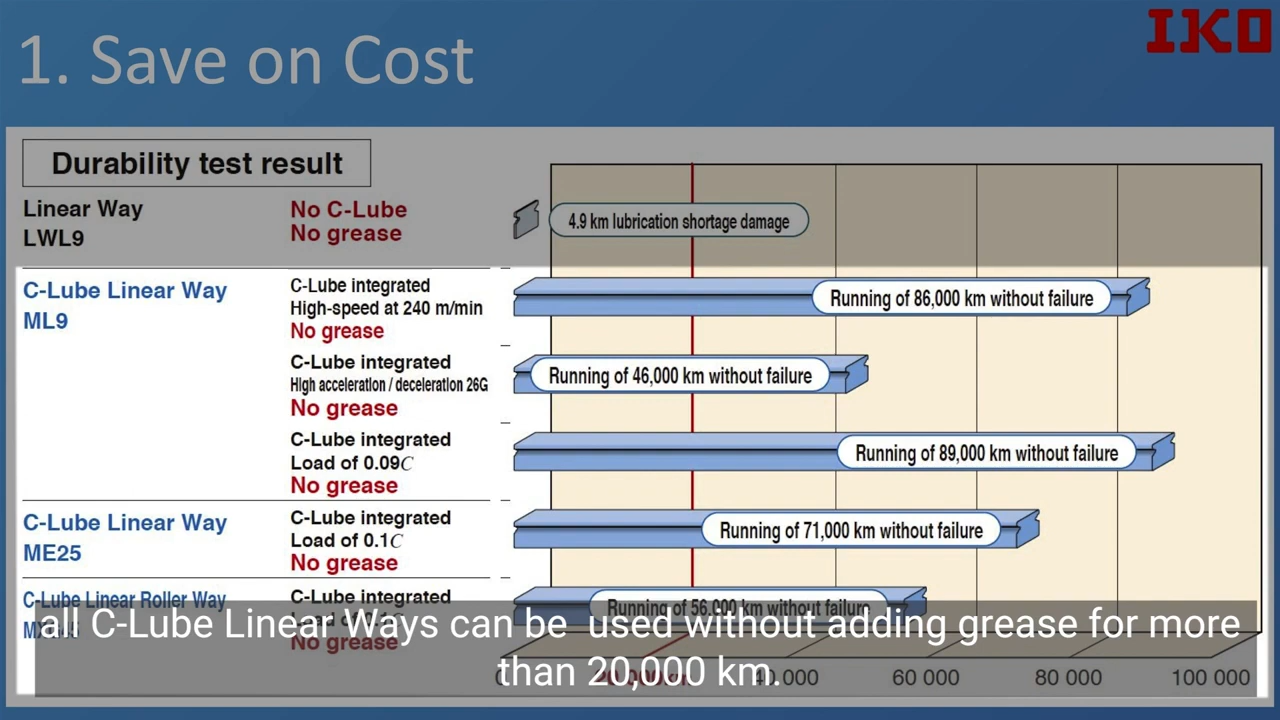 1. Save on Cost
IKO
Durability test result
Linear Way
LWL9
No C-Lube
No grease
4.9 km lubrication shortage damage
C-Lube Linear Way
ML9
C-Lube integrated
High-speed at 240 m/min
No grease
Running of 86,000 km without failure
C-Lube integrated
High acceleration / deceleration 26G
No grease
Running of 46,000 km without failure
C-Lube integrated
Load of 0.09C
No grease
Running of 89,000 km without failure
C-Lube Linear Way
ME25
C-Lube integrated
Load of 0.1C
No grease
Running of 71,000 km without failure
C-Lube Linear Roller Way
C-Lube integrated
No grease
Running of 56,000 km without failure
all C-Lube Linear Ways can be used without adding grease for more
than 20,000 km.
60 000
80 000
100 000